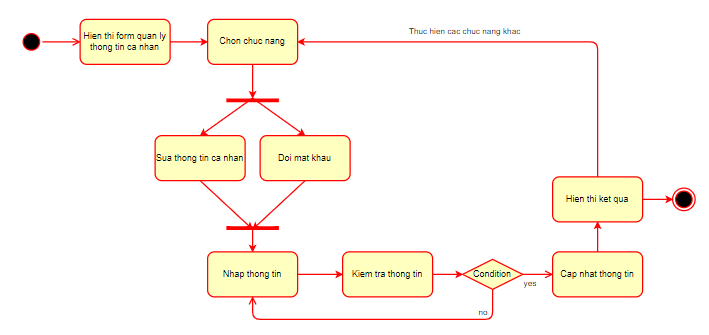 Thuc hien cac chuc nang khac
Hien thi form quan ly
thong tin ca nhan
Chon chuc nang
Sua thong tin ca nhan
Doi mat khau
Hien thi ket qua
Nhap thong tin
Kiem tra thong tin
Condition
yes
Cap nhat thong tin
no